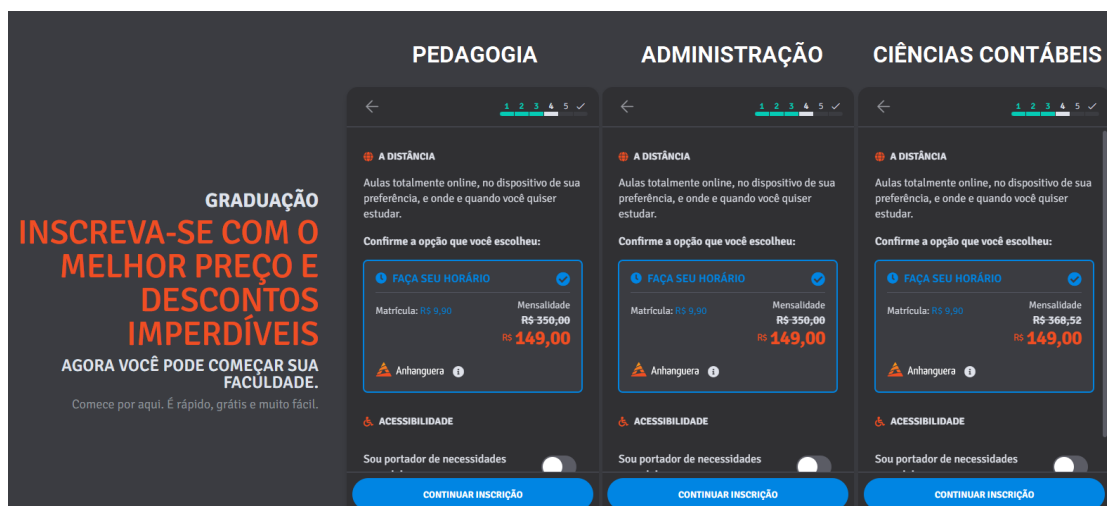 GRADUAÇÃO
INSCREVA-SE COM O
MELHOR PREÇO E
DESCONTOS
IMPERDÍVEIS
AGORA VOCÊ PODE COMEÇAR SUA
FACULDADE.
Comece por aqui. É rápido, grátis e muito fácil.
PEDAGOGIA
1 2 3 4 5
A DISTÂNCIA
Aulas totalmente online, no dispositivo de sua
preferência, e onde e quando você quiser
estudar.
Confirme a opção que você escolheu:
FAÇA SEU HORÁRIO
Mensalidade
Matrícula: R$ 9,90
R$ 350,00
R$ 149,00
Anhanguera
ACESSIBILIDADE
Sou portador de necessidades
CONTINUAR INSCRIÇÃO
ADMINISTRAÇÃO
1 2 3 4 5
A DISTÂNCIA
Aulas totalmente online, no dispositivo de sua
preferência, e onde e quando você quiser
estudar.
Confirme a opção que você escolheu:
FAÇA SEU HORÁRIO
Mensalidade
Matrícula: R$ 9,90
R$ 350,00
R$ 149,00
Anhanguera
ACESSIBILIDADE
Sou portador de necessidades
CONTINUAR INSCRIÇÃO
CIÊNCIAS CONTÁBEIS
1 2 3 4 5
A DISTÂNCIA
Aulas totalmente online, no dispositivo de sua
preferência, e onde e quando você quiser
estudar.
Confirme a opção que você escolheu:
FAÇA SEU HORÁRIO
Mensalidade
Matrícula: R$ 9,90
R$ 368,52
R$ 149,00
Anhanguera
ACESSIBILIDADE
Sou portador de necessidades
CONTINUAR INSCRIÇÃO